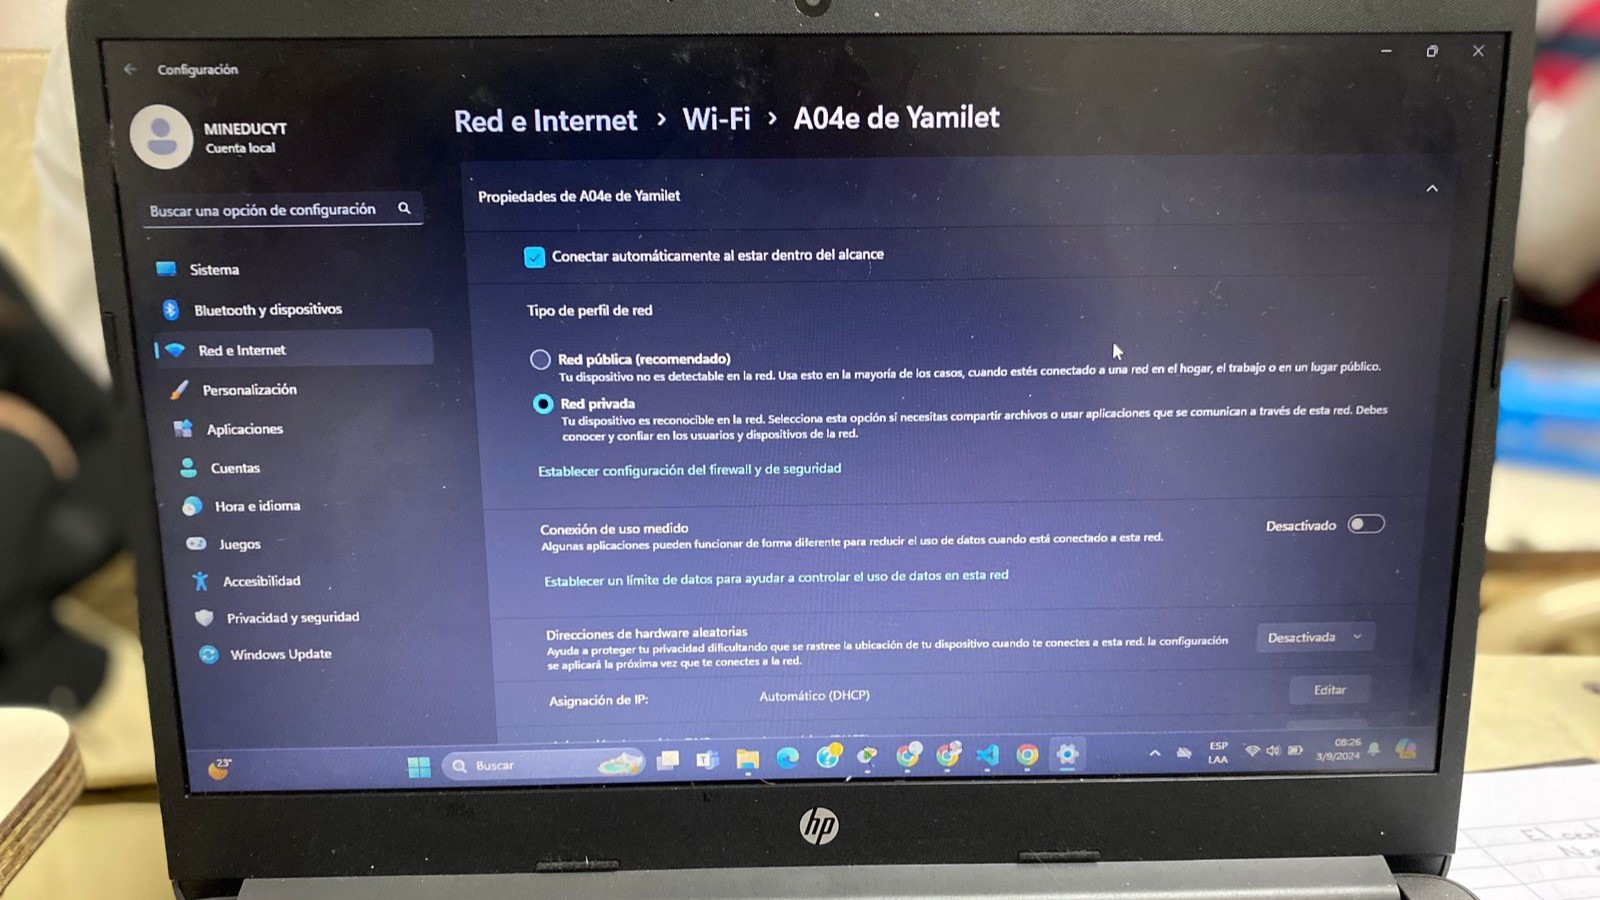 Configuración
MINEDUCYT
Cuenta local
Buscar una opción de configuración
Sistema
Bluetooth y dispositivos
Red e Internet
Personalización
Aplicaciones
Cuentas
Hora e idioma
Juegos
Accesibilidad
Privacidad y seguridad
Windows Update
Red e Internet > Wi-Fi > A04e de Yamilet
Propiedades de A04e de Yamilet
Conectar automáticamente al estar dentro del alcance
Tipo de perfil de red
Red pública (recomendado)
Tu dispositivo no es detectable en la red. Usa esto en la mayoría de los casos, cuando estés conectado a una red en el hogar, el trabajo o en un lugar público.
Red privada
Tu dispositivo es reconocible en la red. Selecciona esta opción si necesitas compartir archivos o usar aplicaciones que se comunican a través de esta red. Debes
conocer y confiar en los usuarios y dispositivos de la red.
Establecer configuración del firewall y de seguridad
Conexión de uso medido
Desactivado
Algunas aplicaciones pueden funcionar de forma diferente para reducir el uso de datos cuando está conectado a esta red.
Establecer un límite de datos para ayudar a controlar el uso de datos en esta red
Direcciones de hardware aleatorias
Desactivada
Ayuda a proteger tu privacidad dificultando que se rastree la ubicación de tu dispositivo cuando te conectes a esta red. la configuración
se aplicará la próxima vez que te conectes a la red.
Asignación de IP: Automático (DHCP) Editar
23°
Buscar
ESP
LAA
08:26
3/9/2024
hp
El